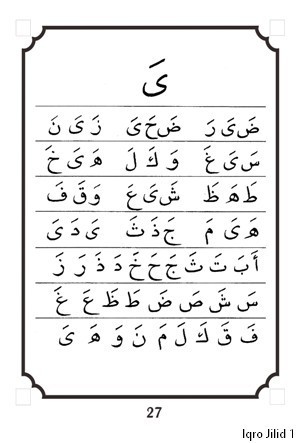 ىَ
ضَ ىَ رَ ضَ حَ ىَ زَ ىَ نَ
سَ ىَ غَ وَ كَ لَ هَ ىَ خَ
طَ هَ ظَ شَ ىَ عَ وَ قَ فَ
هَ ىَ مَ جَ ذَ ثَ ىَ دَ ىَ
أَ بَ تَ ثَ جَ حَ خَ دَ ذَ رَ زَ
سَ شَ صَ ضَ طَ ظَ عَ غَ
فَ قَ كَ لَ مَ نَ وَ هَ ىَ
27
Iqro Jilid 1